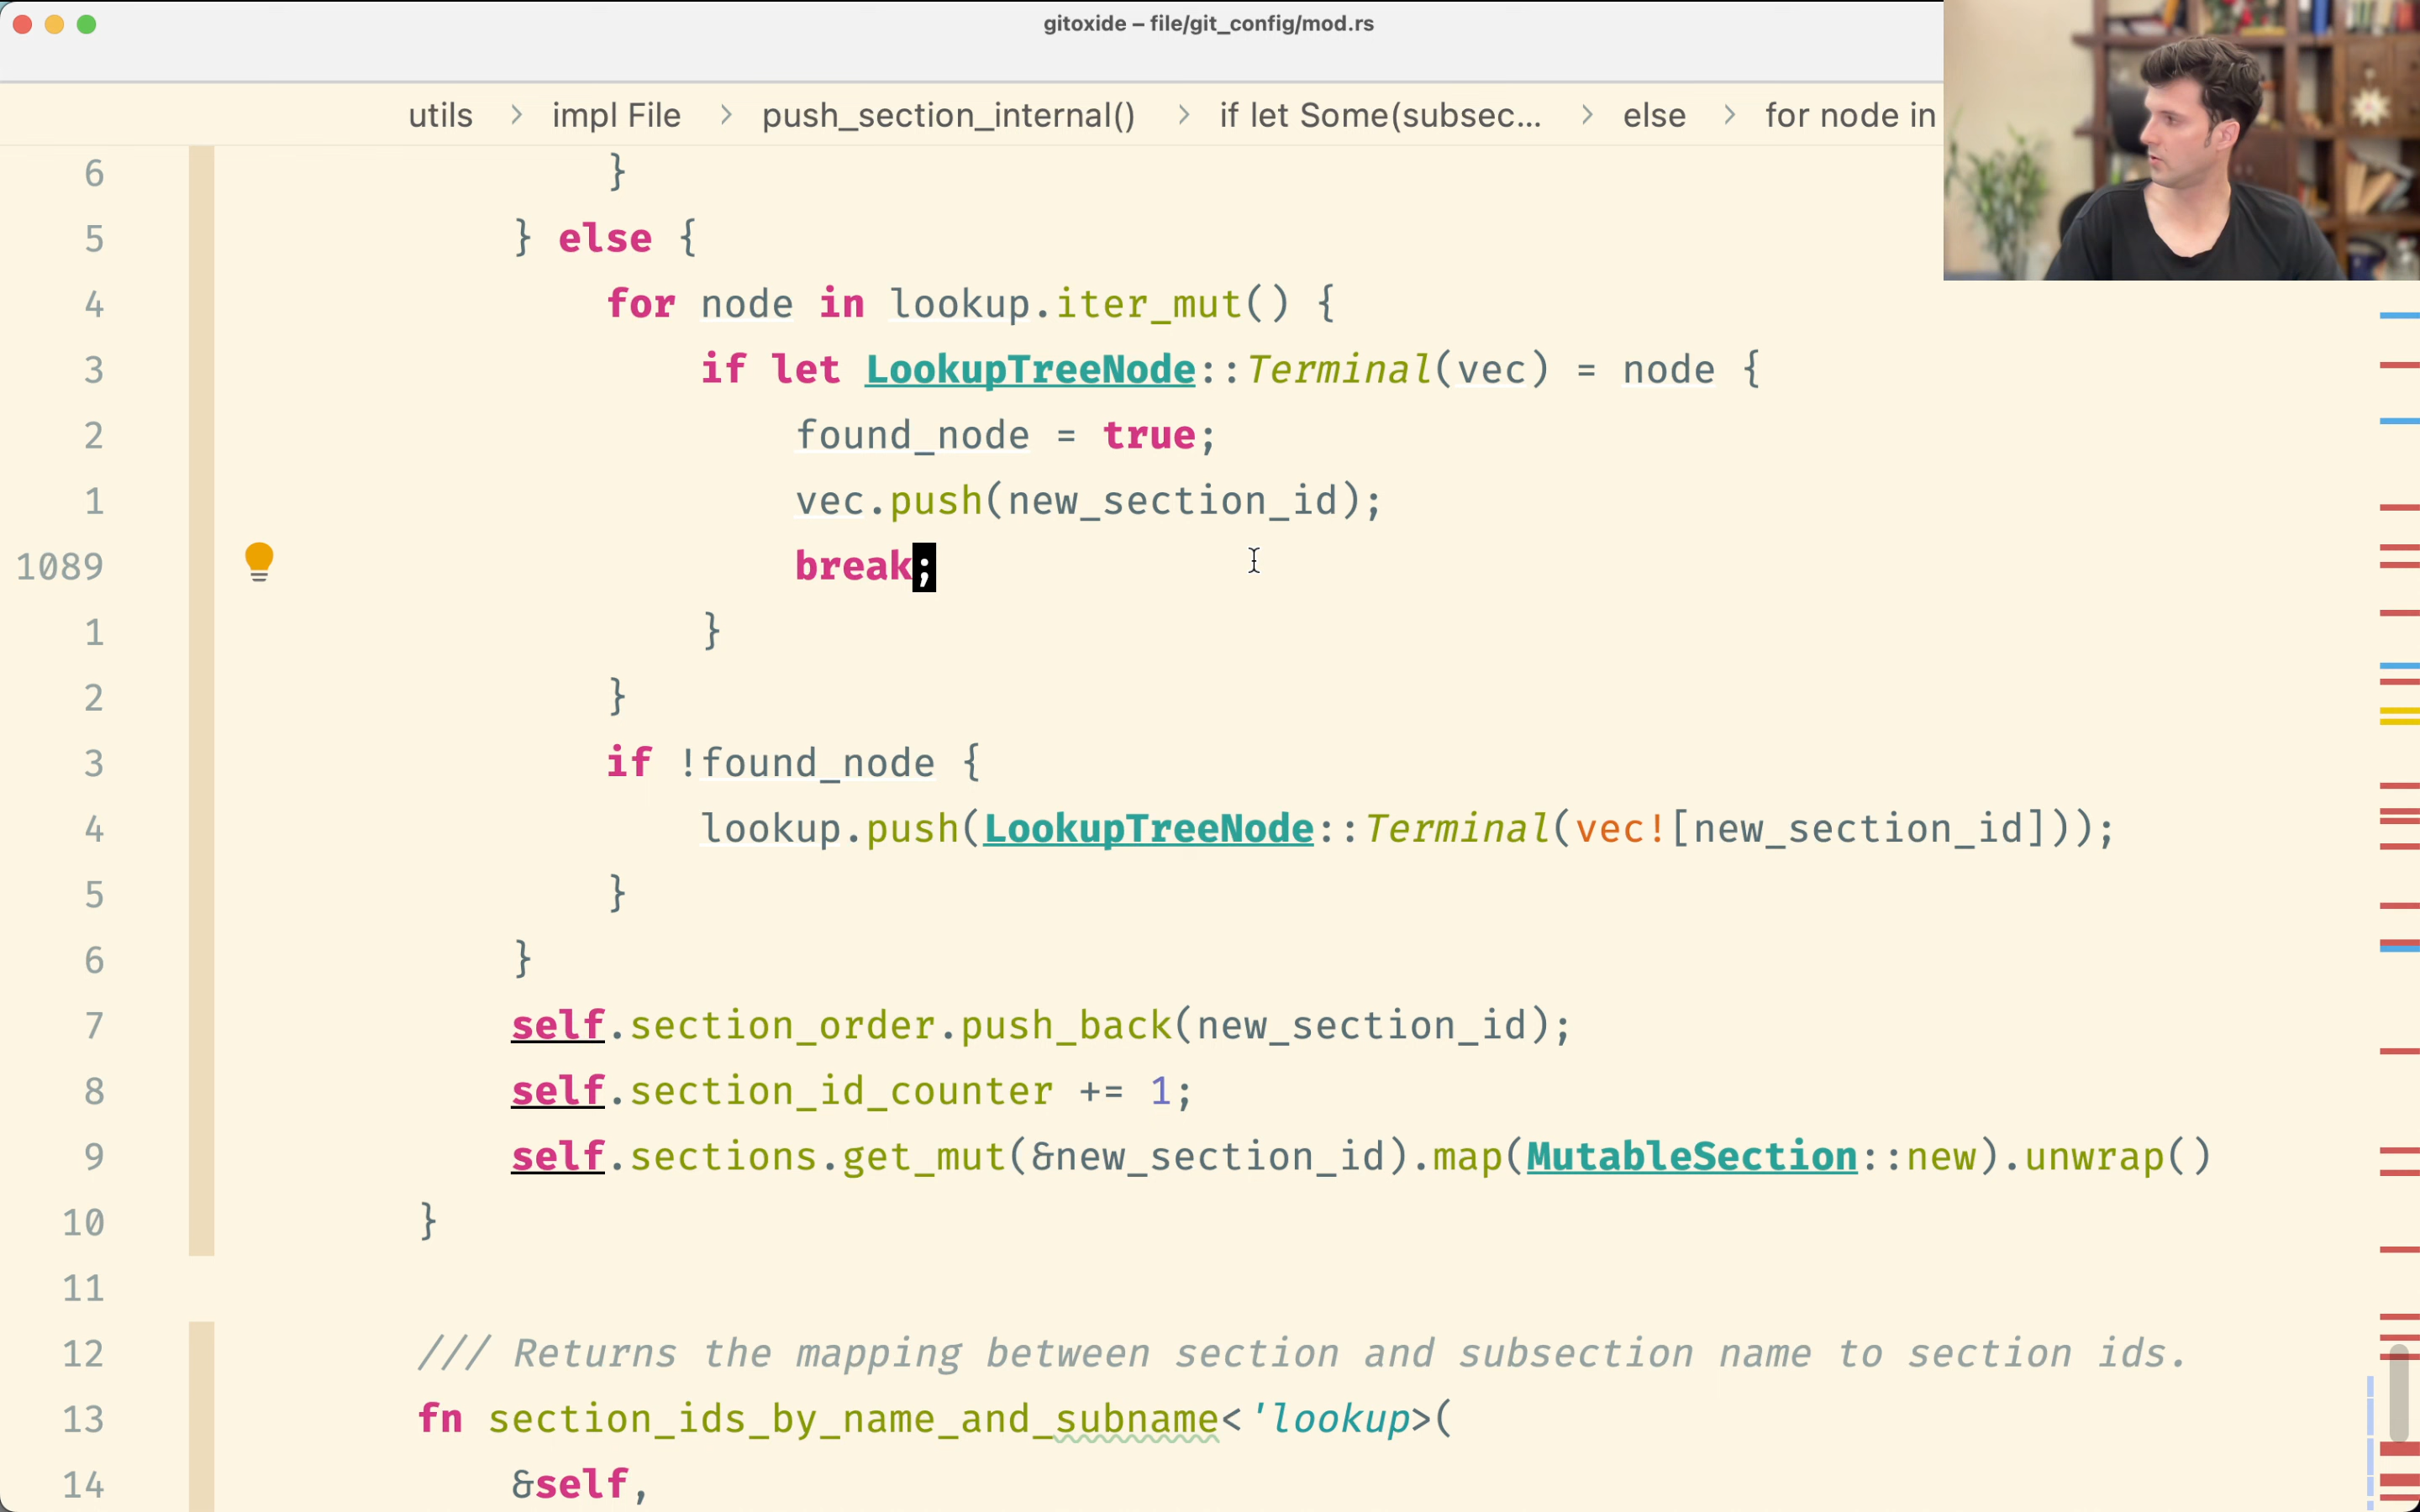 gitoxide – file/git_config/mod.rs
utils > impl File > push_section_internal() > if let Some(subsec... > else > for node in
6 }
5 } else {
4 for node in lookup.iter_mut() {
3 if let LookupTreeNode::Terminal(vec) = node {
2 found_node = true;
1 vec.push(new_section_id);
1089 break;
1 }
2 }
3 if !found_node {
4 lookup.push(LookupTreeNode::Terminal(vec![new_section_id]));
5 }
6 }
7 self.section_order.push_back(new_section_id);
8 self.section_id_counter += 1;
9 self.sections.get_mut(&new_section_id).map(MutableSection::new).unwrap()
10 }
11
12 /// Returns the mapping between section and subsection name to section ids.
13 fn section_ids_by_name_and_subname<'lookup>(
14 &self,